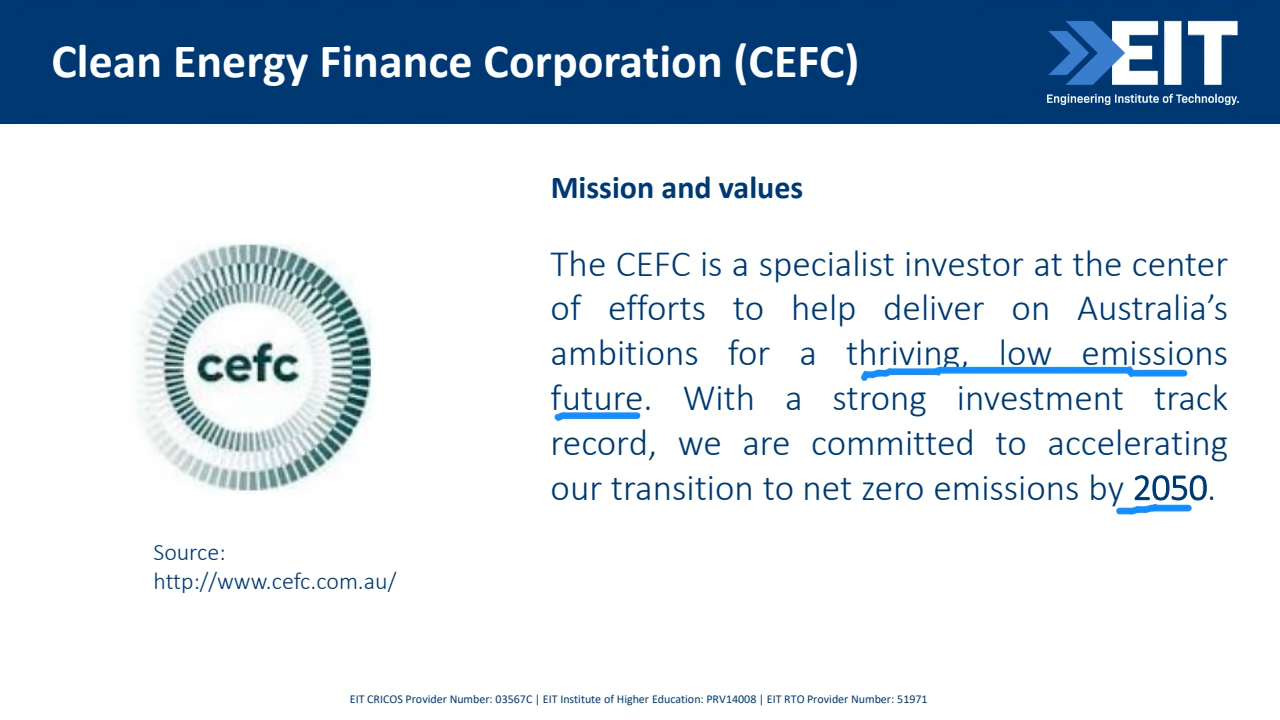 Clean Energy Finance Corporation (CEFC)
EIT
Engineering Institute of Technology.
Mission and values
The CEFC is a specialist investor at the center
of efforts to help deliver on Australia’s
ambitions for a thriving, low emissions
future. With a strong investment track
record, we are committed to accelerating
our transition to net zero emissions by 2050.
cefc
Source:
http://www.cefc.com.au/
EIT CRICOS Provider Number: 03567C | EIT Institute of Higher Education: PRV14008 | EIT RTO Provider Number: 51971